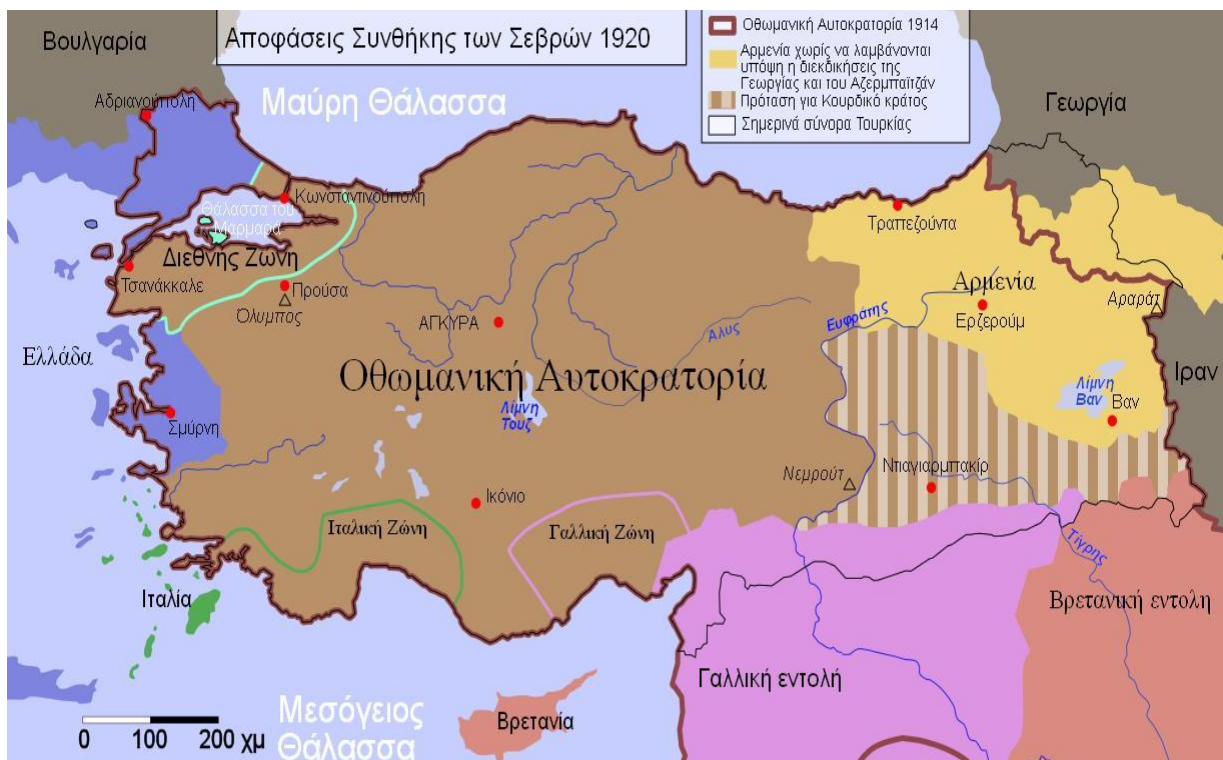 Βουλγαρία
Αποφάσεις Συνθήκης των Σεβρών 1920
Οθωμανική Αυτοκρατορία 1914
Αρμενία χωρίς να λαμβάνονται
υπόψη η διεκδικήσεις της
Γεωργίας και του Αζερμπαϊτζάν
Πρόταση για Κουρδικό κράτος
Σημερινά σύνορα Τουρκίας
Αδριανούπολη
Μαύρη Θάλασσα
Γεωργία
Κωνσταντινούπολη
Θάλασσα του
Μαρμαρά
Τραπεζούντα
Διεθνής Ζωνη
Τσανάκκαλε
Προύσα
Όλυμπος
Αρμενία
Αραράτ
Ερζερούμ
ΑΓΚΥΡΑ
Αλυς
Ευφράτης
Ελλάδα
Οθωμανική Αυτοκρατορία
Ιραν
Λίμνη
Τουζ
Λίμνη
Βαν
Βαν
Σμύρνη
Νεμρούτ
Ντιαγιαρμπακίρ
Ικόνιο
Ιταλική Ζώνη
Γαλλική Ζώνη
Τίγρης
Ιταλία
Βρετανική εντολη
Γαλλική εντολή
Μεσόγειος
Θάλασσα
Βρετανία
0 100 200 χμ